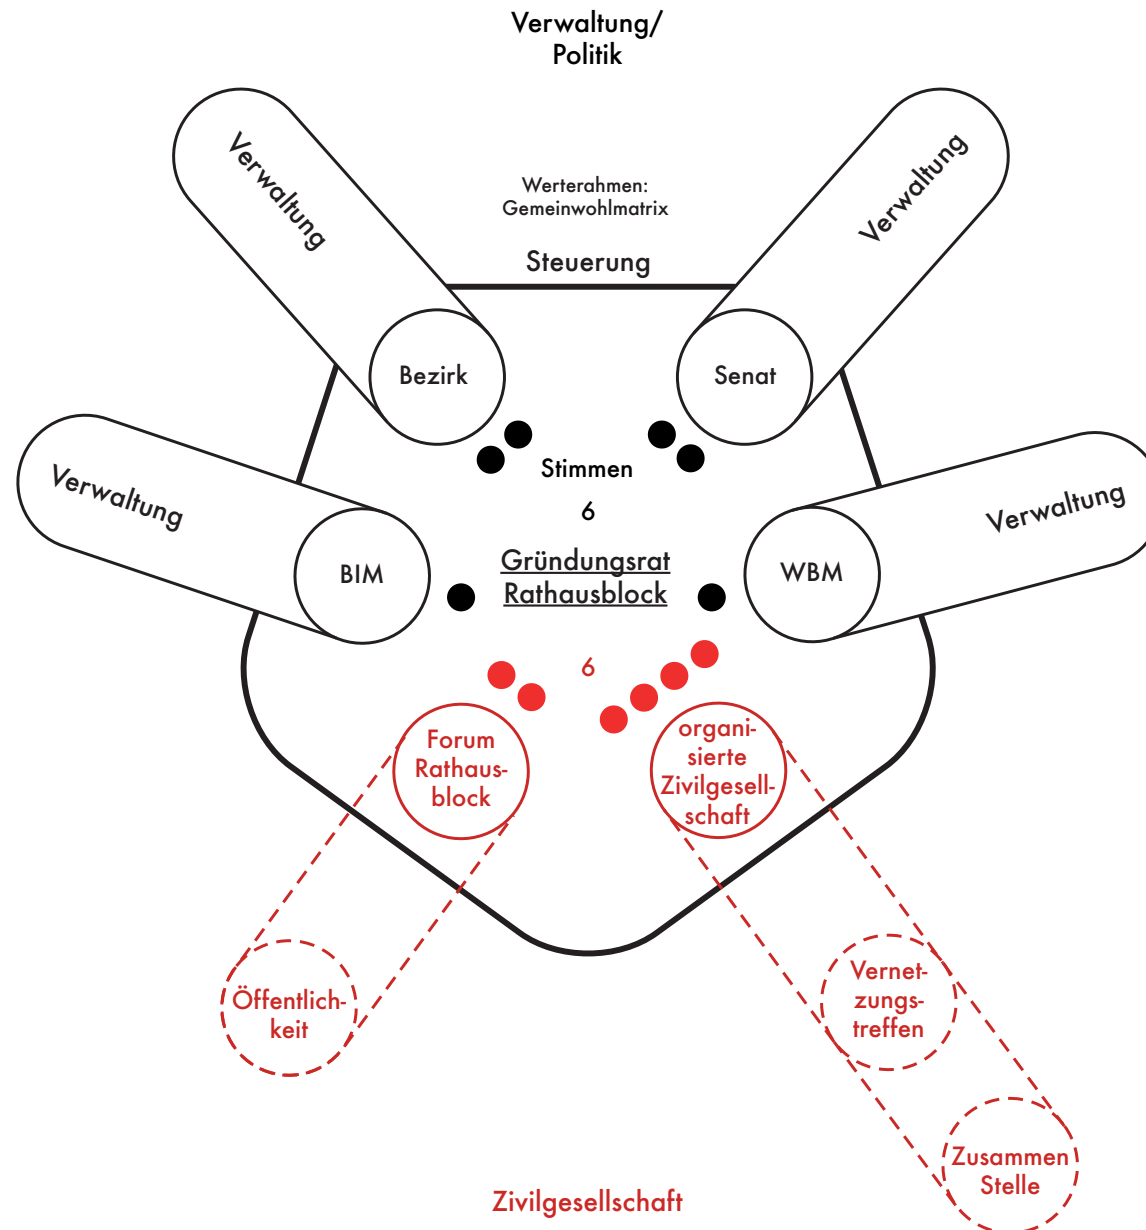 Verwaltung/
Politik
Verwaltung
Verwaltung
Werterahmen:
Gemeinwohlmatrix
Steuerung
Bezirk
Senat
Verwaltung
Stimmen
Verwaltung
6
Gründungsrat
Rathausblock
BIM
WBM
6
Forum
Rathaus-
block
organi-
sierte
Zivilgesell-
schaft
Öffentlich-
keit
Vernet-
zungs-
treffen
Zusammen
Stelle
Zivilgesellschaft